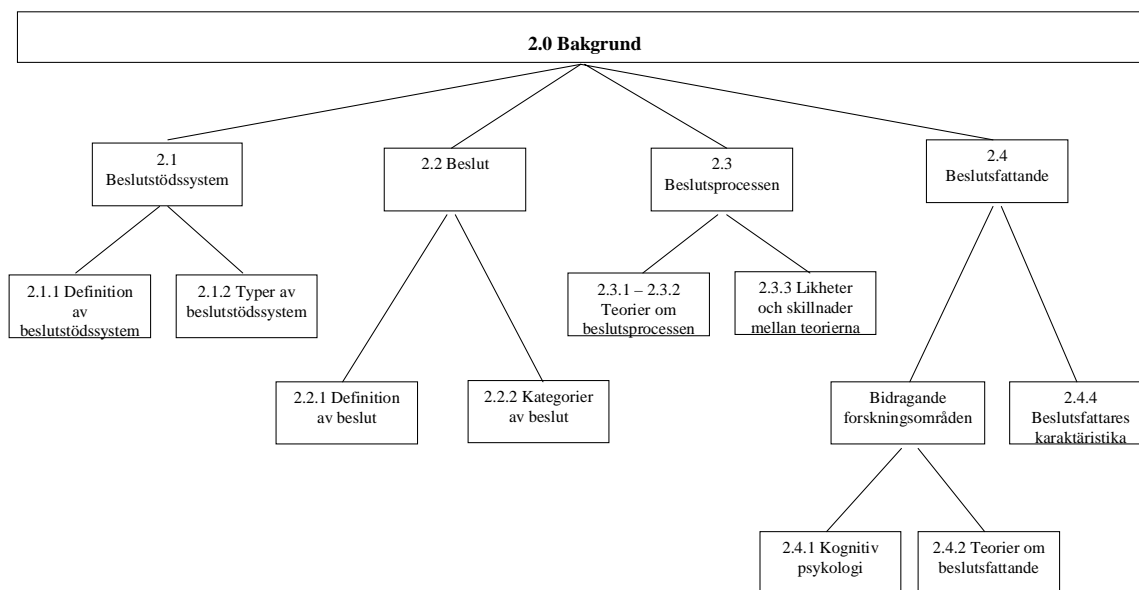 2.0 Bakgrund
2.1
Beslutstödssystem
2.2 Beslut
2.3
Beslutsprocessen
2.4
Beslutsfattande
2.1.1 Definition
av
beslutstödssystem
2.1.2 Typer av
beslutstödssystem
2.3.1 – 2.3.2
Teorier om
beslutsprocessen
2.3.3 Likheter
och skillnader
mellan teorierna
2.2.1 Definition
av beslut
2.2.2 Kategorier
av beslut
Bidragande
forskningsområden
2.4.4
Beslutsfattares
karaktäristika
2.4.1 Kognitiv
psykologi
2.4.2 Teorier om
beslutsfattande